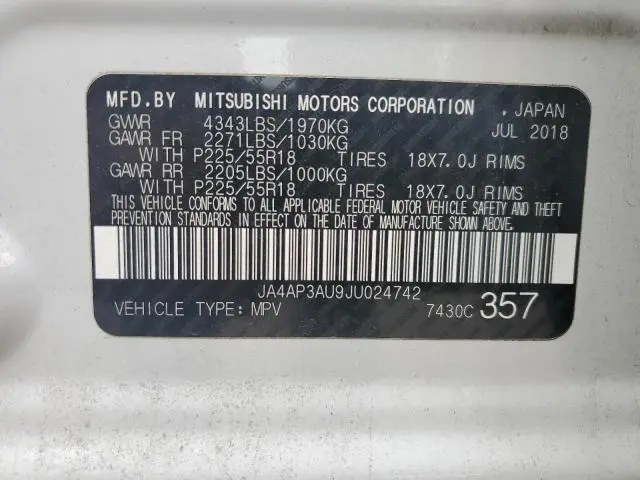 MFD.BY MITSUBISHI MOTORS CORPORATION , JAPAN
GVWR 4343LBS/1970KG JUL 2018
GAWR FR 2271LBS/1030KG
WITH P225/55R18 TIRES 18X7.0J RIMS
GAWR RR 2205LBS/1000KG
WITH P225/55R18 TIRES 18X7.0J RIMS
THIS VEHICLE CONFORMS TO ALL APPLICABLE FEDERAL MOTOR VEHICLE SAFETY AND THEFT
PREVENTION STANDARDS IN EFFECT ON THE DATE OF MANUFACTURE SHOWN ABOVE.
JA4AP3AU9JU024742
VEHICLE TYPE: MPV 7430C 357